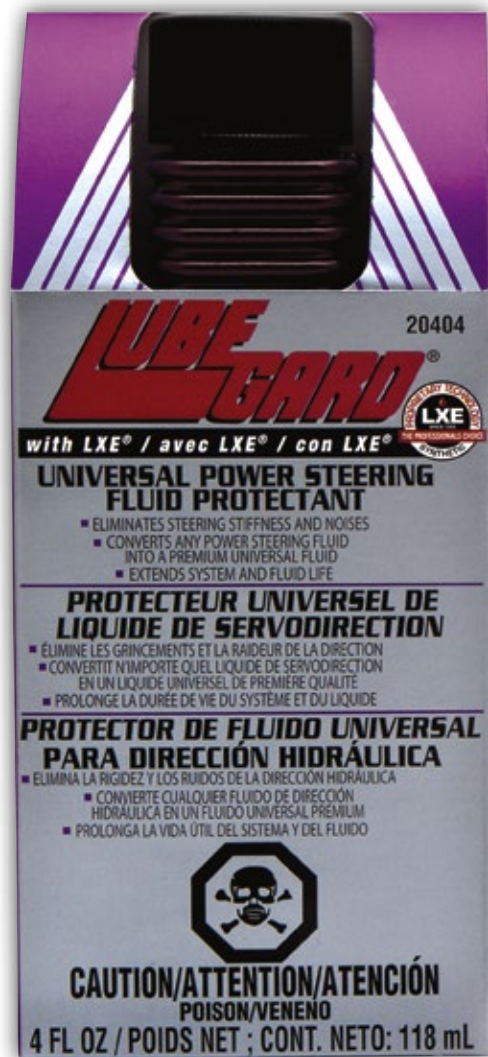 LUBE
GARD®
20404
PROPRIETARY TECHNOLOGY
LXE
THE PROFESSIONALS CHOICE
SYNTHETIC
with LXE® / avec LXE® / con LXE®
UNIVERSAL POWER STEERING
FLUID PROTECTANT
■ ELIMINATES STEERING STIFFNESS AND NOISES
■ CONVERTS ANY POWER STEERING FLUID
INTO A PREMIUM UNIVERSAL FLUID
■ EXTENDS SYSTEM AND FLUID LIFE
PROTECTEUR UNIVERSEL DE
LIQUIDE DE SERVODIRECTION
■ ÉLIMINE LES GRINCEMENTS ET LA RAIDEUR DE LA DIRECTION
■ CONVERTIT N'IMPORTE QUEL LIQUIDE DE SERVODIRECTION
EN UN LIQUIDE UNIVERSEL DE PREMIÈRE QUALITÉ
■ PROLONGE LA DURÉE DE VIE DU SYSTÈME ET DU LIQUIDE
PROTECTOR DE FLUIDO UNIVERSAL
PARA DIRECCIÓN HIDRÁULICA
■ ELIMINA LA RIGIDEZ Y LOS RUIDOS DE LA DIRECCIÓN HIDRÁULICA
■ CONVIERTE CUALQUIER FLUIDO DE DIRECCIÓN
HIDRÁULICA EN UN FLUIDO UNIVERSAL PREMIUM
■ PROLONGA LA VIDA ÚTIL DEL SISTEMA Y DEL FLUIDO
CAUTION/ATTENTION/ATENCIÓN
POISON/VENENO
4 FL OZ / POIDS NET ; CONT. NETO: 118 mL